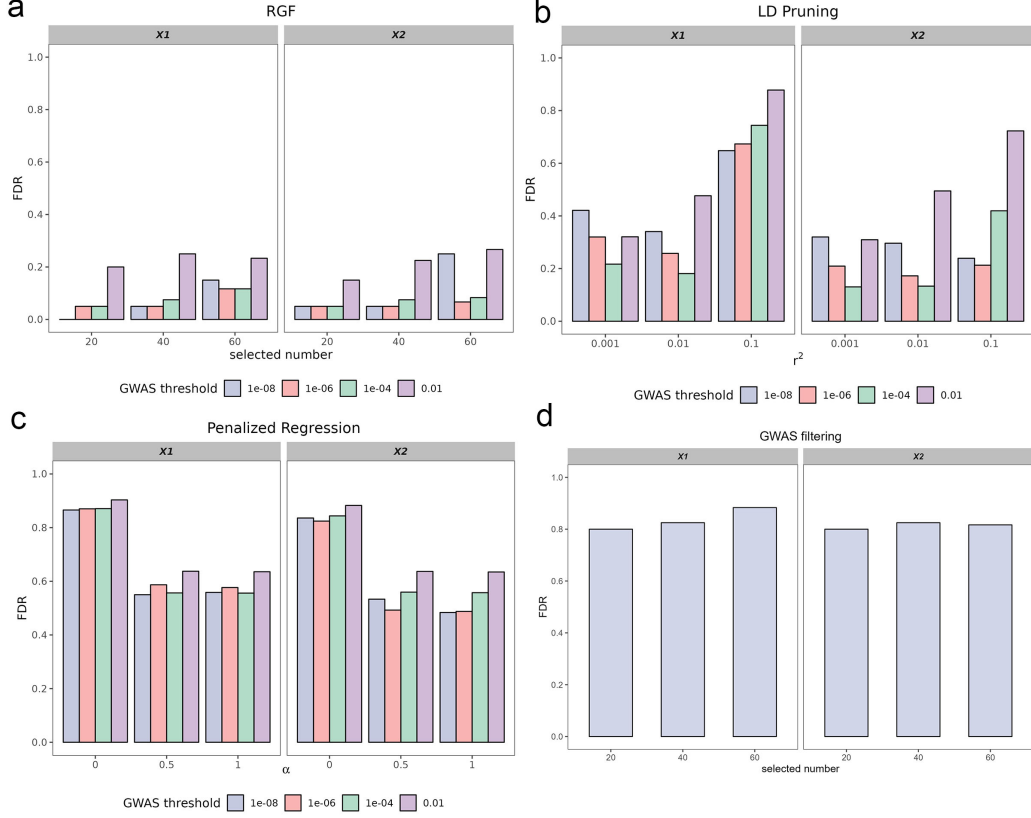 a
RGF
X1 X2
1.0
0.8
0.6
0.4
0.2
0.0
FDR
20 40 60 20 40 60
selected number
GWAS threshold 1e-08 1e-06 1e-04 0.01
b
LD Pruning
X1 X2
1.0
0.8
0.6
0.4
0.2
0.0
FDR
0.001 0.01 0.1 0.001 0.01 0.1
r²
GWAS threshold 1e-08 1e-06 1e-04 0.01
c
Penalized Regression
X1 X2
1.0
0.8
0.6
0.4
0.2
0.0
FDR
0 0.5 1 0 0.5 1
α
GWAS threshold 1e-08 1e-06 1e-04 0.01
d
GWAS filtering
X1 X2
1.0
0.8
0.6
0.4
0.2
0.0
FDR
20 40 60 20 40 60
selected number